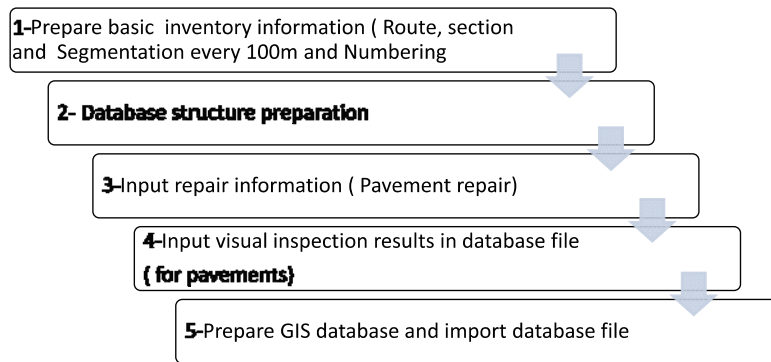 1-Prepare basic inventory information ( Route, section
and Segmentation every 100m and Numbering
2- Database structure preparation
3-Input repair information ( Pavement repair)
4-Input visual inspection results in database file
( for pavements)
5-Prepare GIS database and import database file